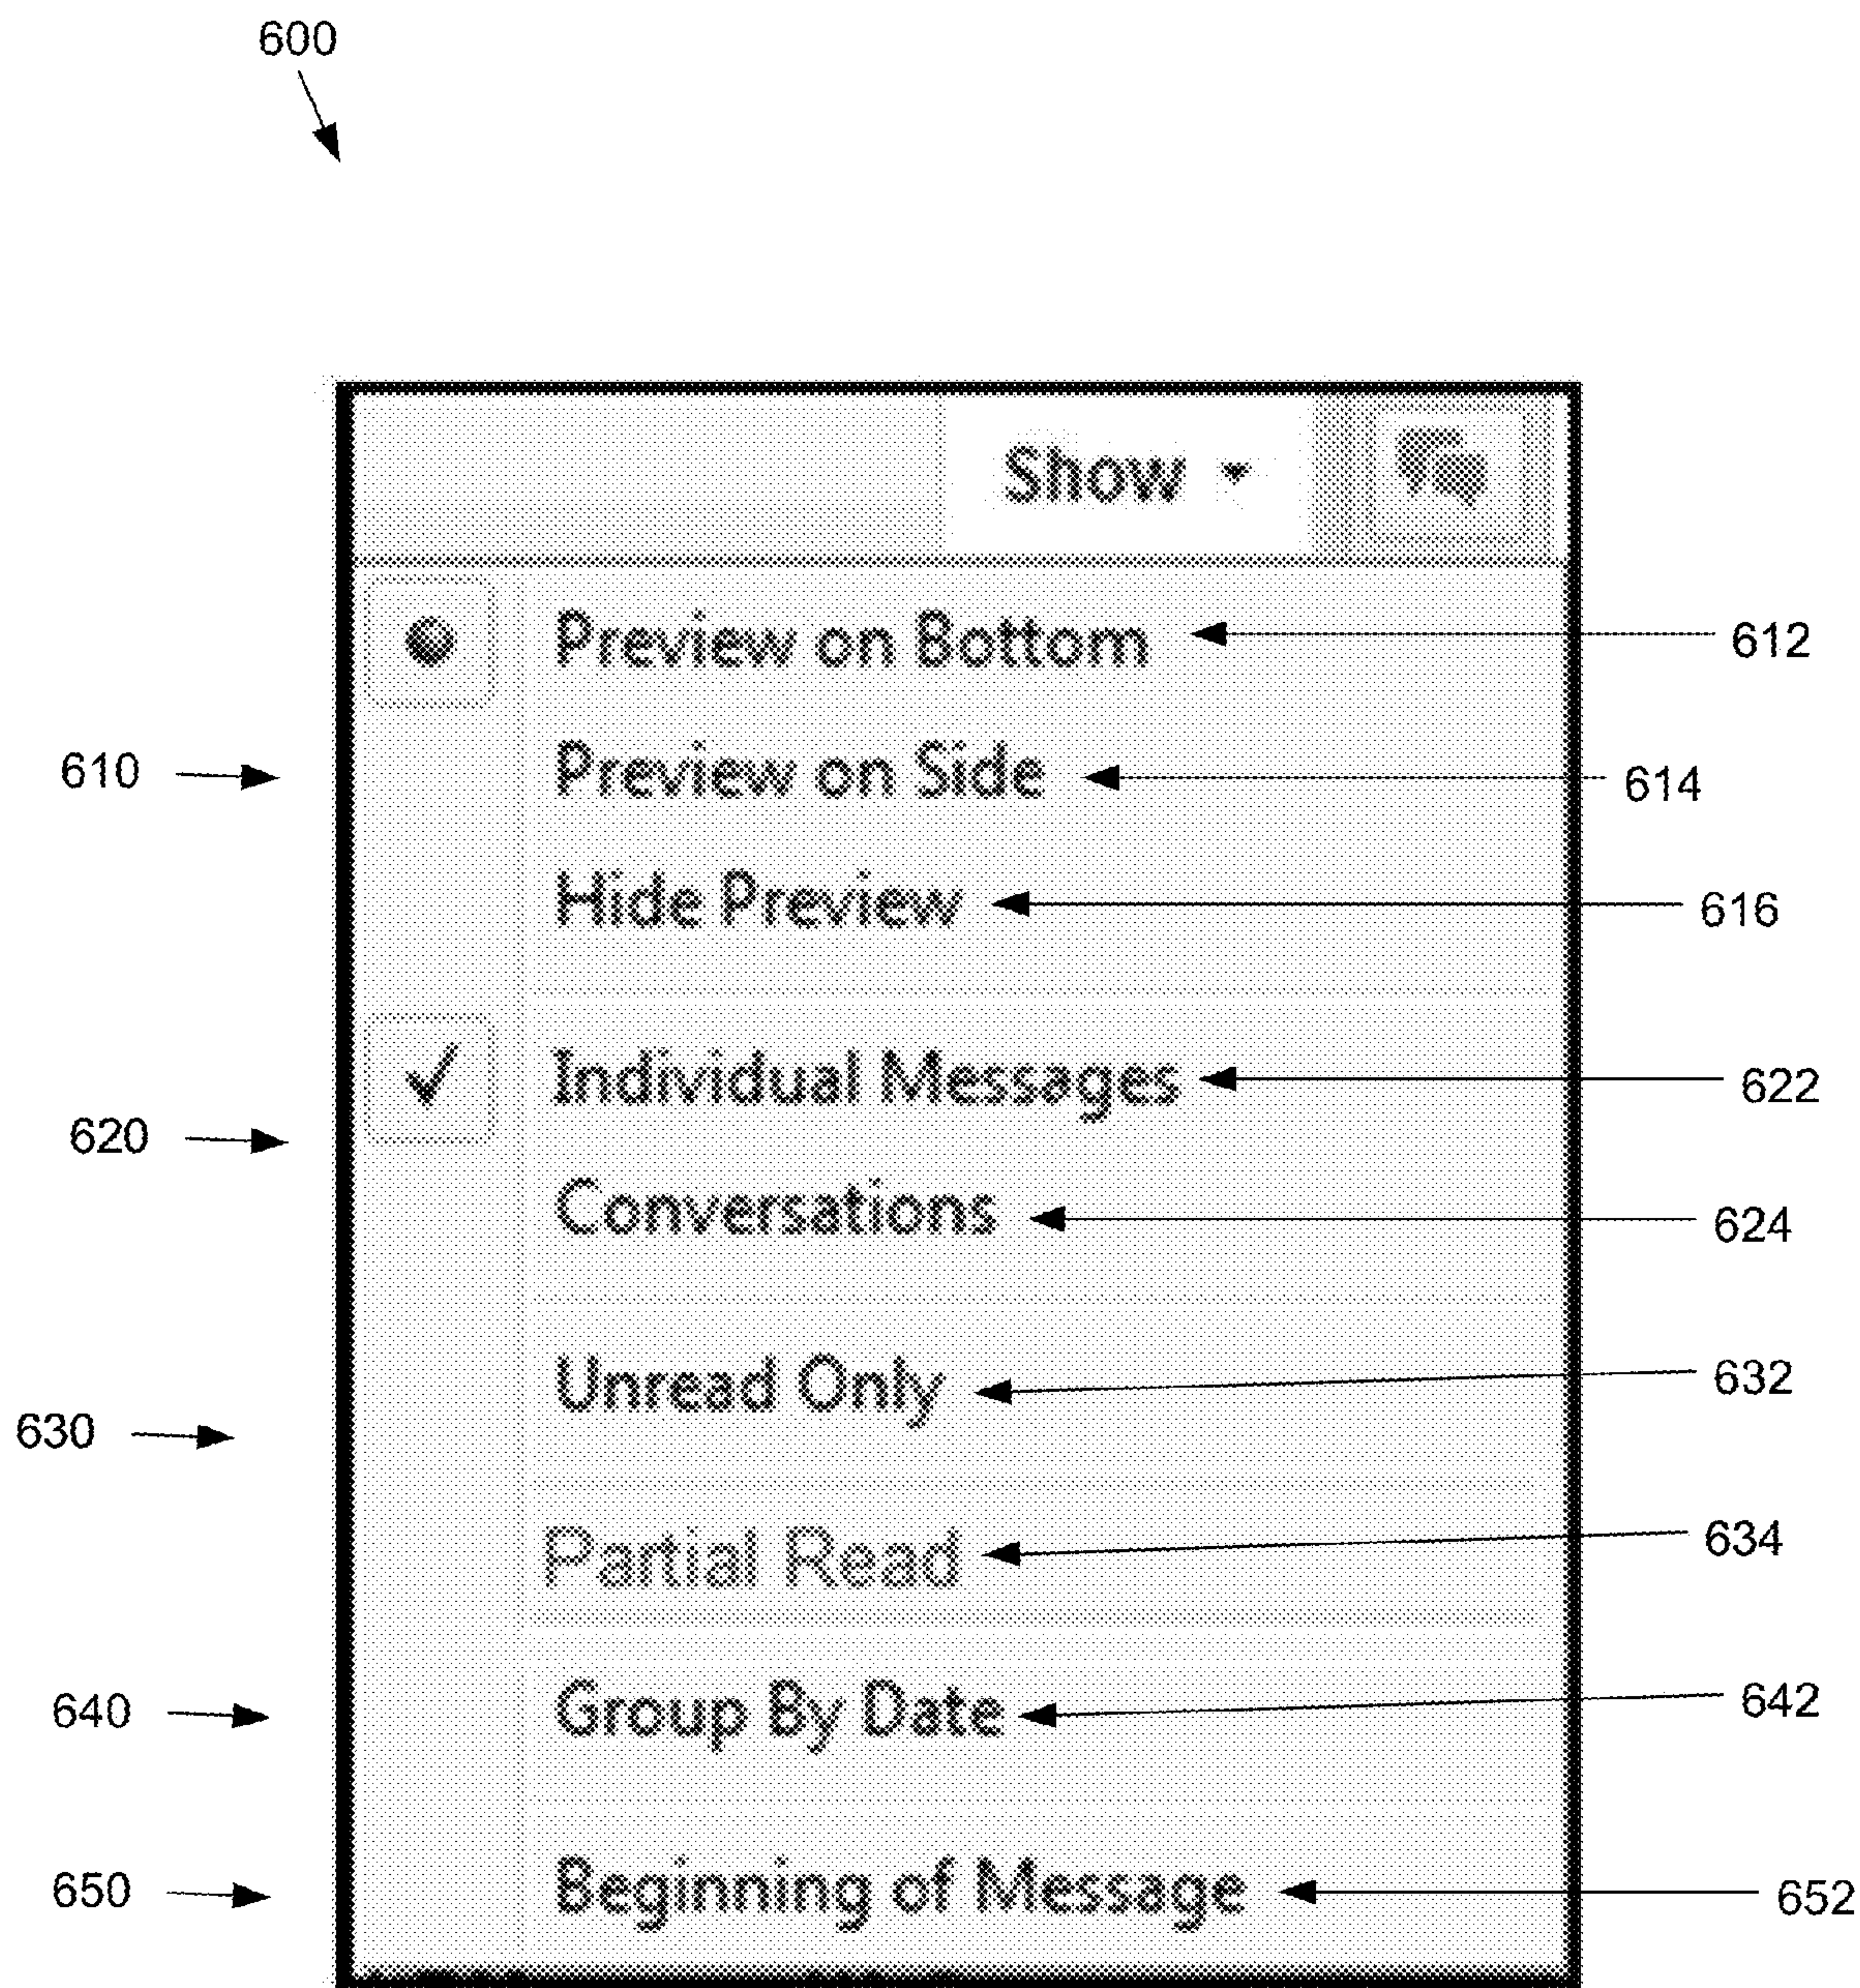 600
Show
Preview on Bottom 612
610 Preview on Side 614
Hide Preview 616
Individual Messages 622
620
Conversations 624
Unread Only 632
630
Partial Read 634
640 Group By Date 642
650 Beginning of Message 652